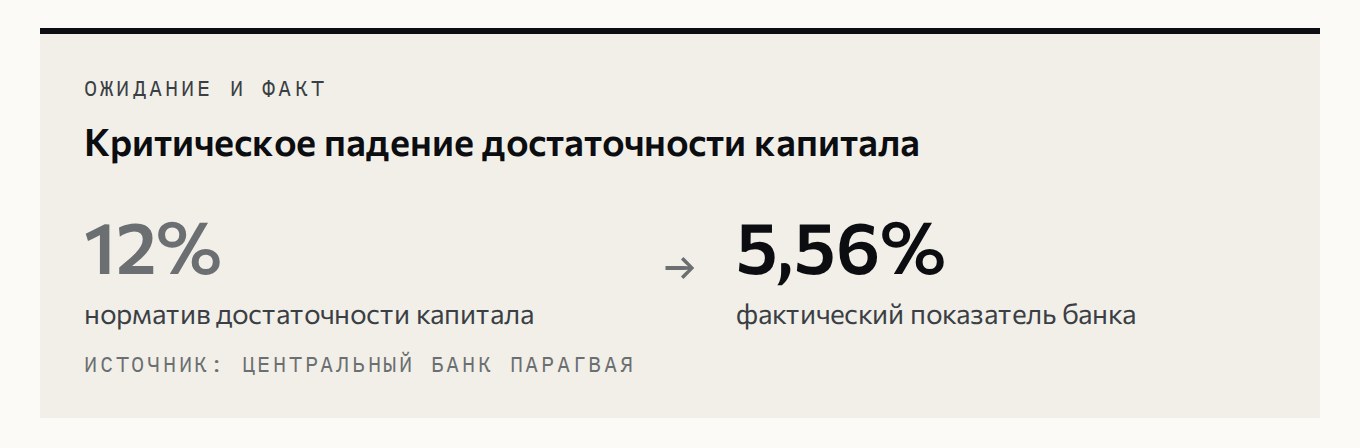 ОЖИДАНИЕ И ФАКТ
Критическое падение достаточности капитала
12%
норматив достаточности капитала
→
5,56%
фактический показатель банка
ИСТОЧНИК: ЦЕНТРАЛЬНЫЙ БАНК ПАРАГВАЯ